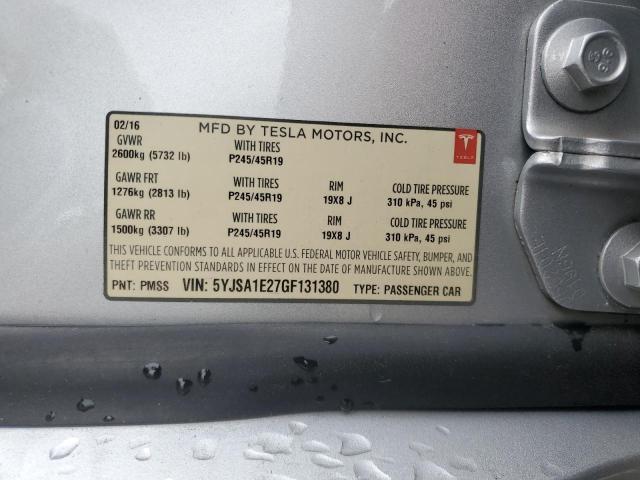 02/16 MFD BY TESLA MOTORS, INC.
GVWR WITH TIRES
2600kg (5732 lb) P245/45R19
TESLA
GAWR FRT WITH TIRES RIM COLD TIRE PRESSURE
1276kg (2813 lb) P245/45R19 19X8 J 310 kPa, 45 psi
GAWR RR WITH TIRES RIM COLD TIRE PRESSURE
1500kg (3307 lb) P245/45R19 19X8 J 310 kPa, 45 psi
THIS VEHICLE CONFORMS TO ALL APPLICABLE U.S. FEDERAL MOTOR VEHICLE SAFETY, BUMPER, AND
THEFT PREVENTION STANDARDS IN EFFECT ON THE DATE OF MANUFACTURE SHOWN ABOVE.
PNT: PMSS VIN: 5YJSA1E27GF131380 TYPE: PASSENGER CAR